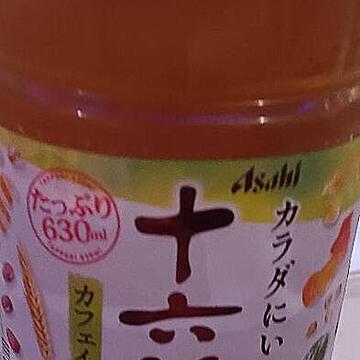 Asahi
カラダにい
十六
たっぷり
630ml
カフェイ